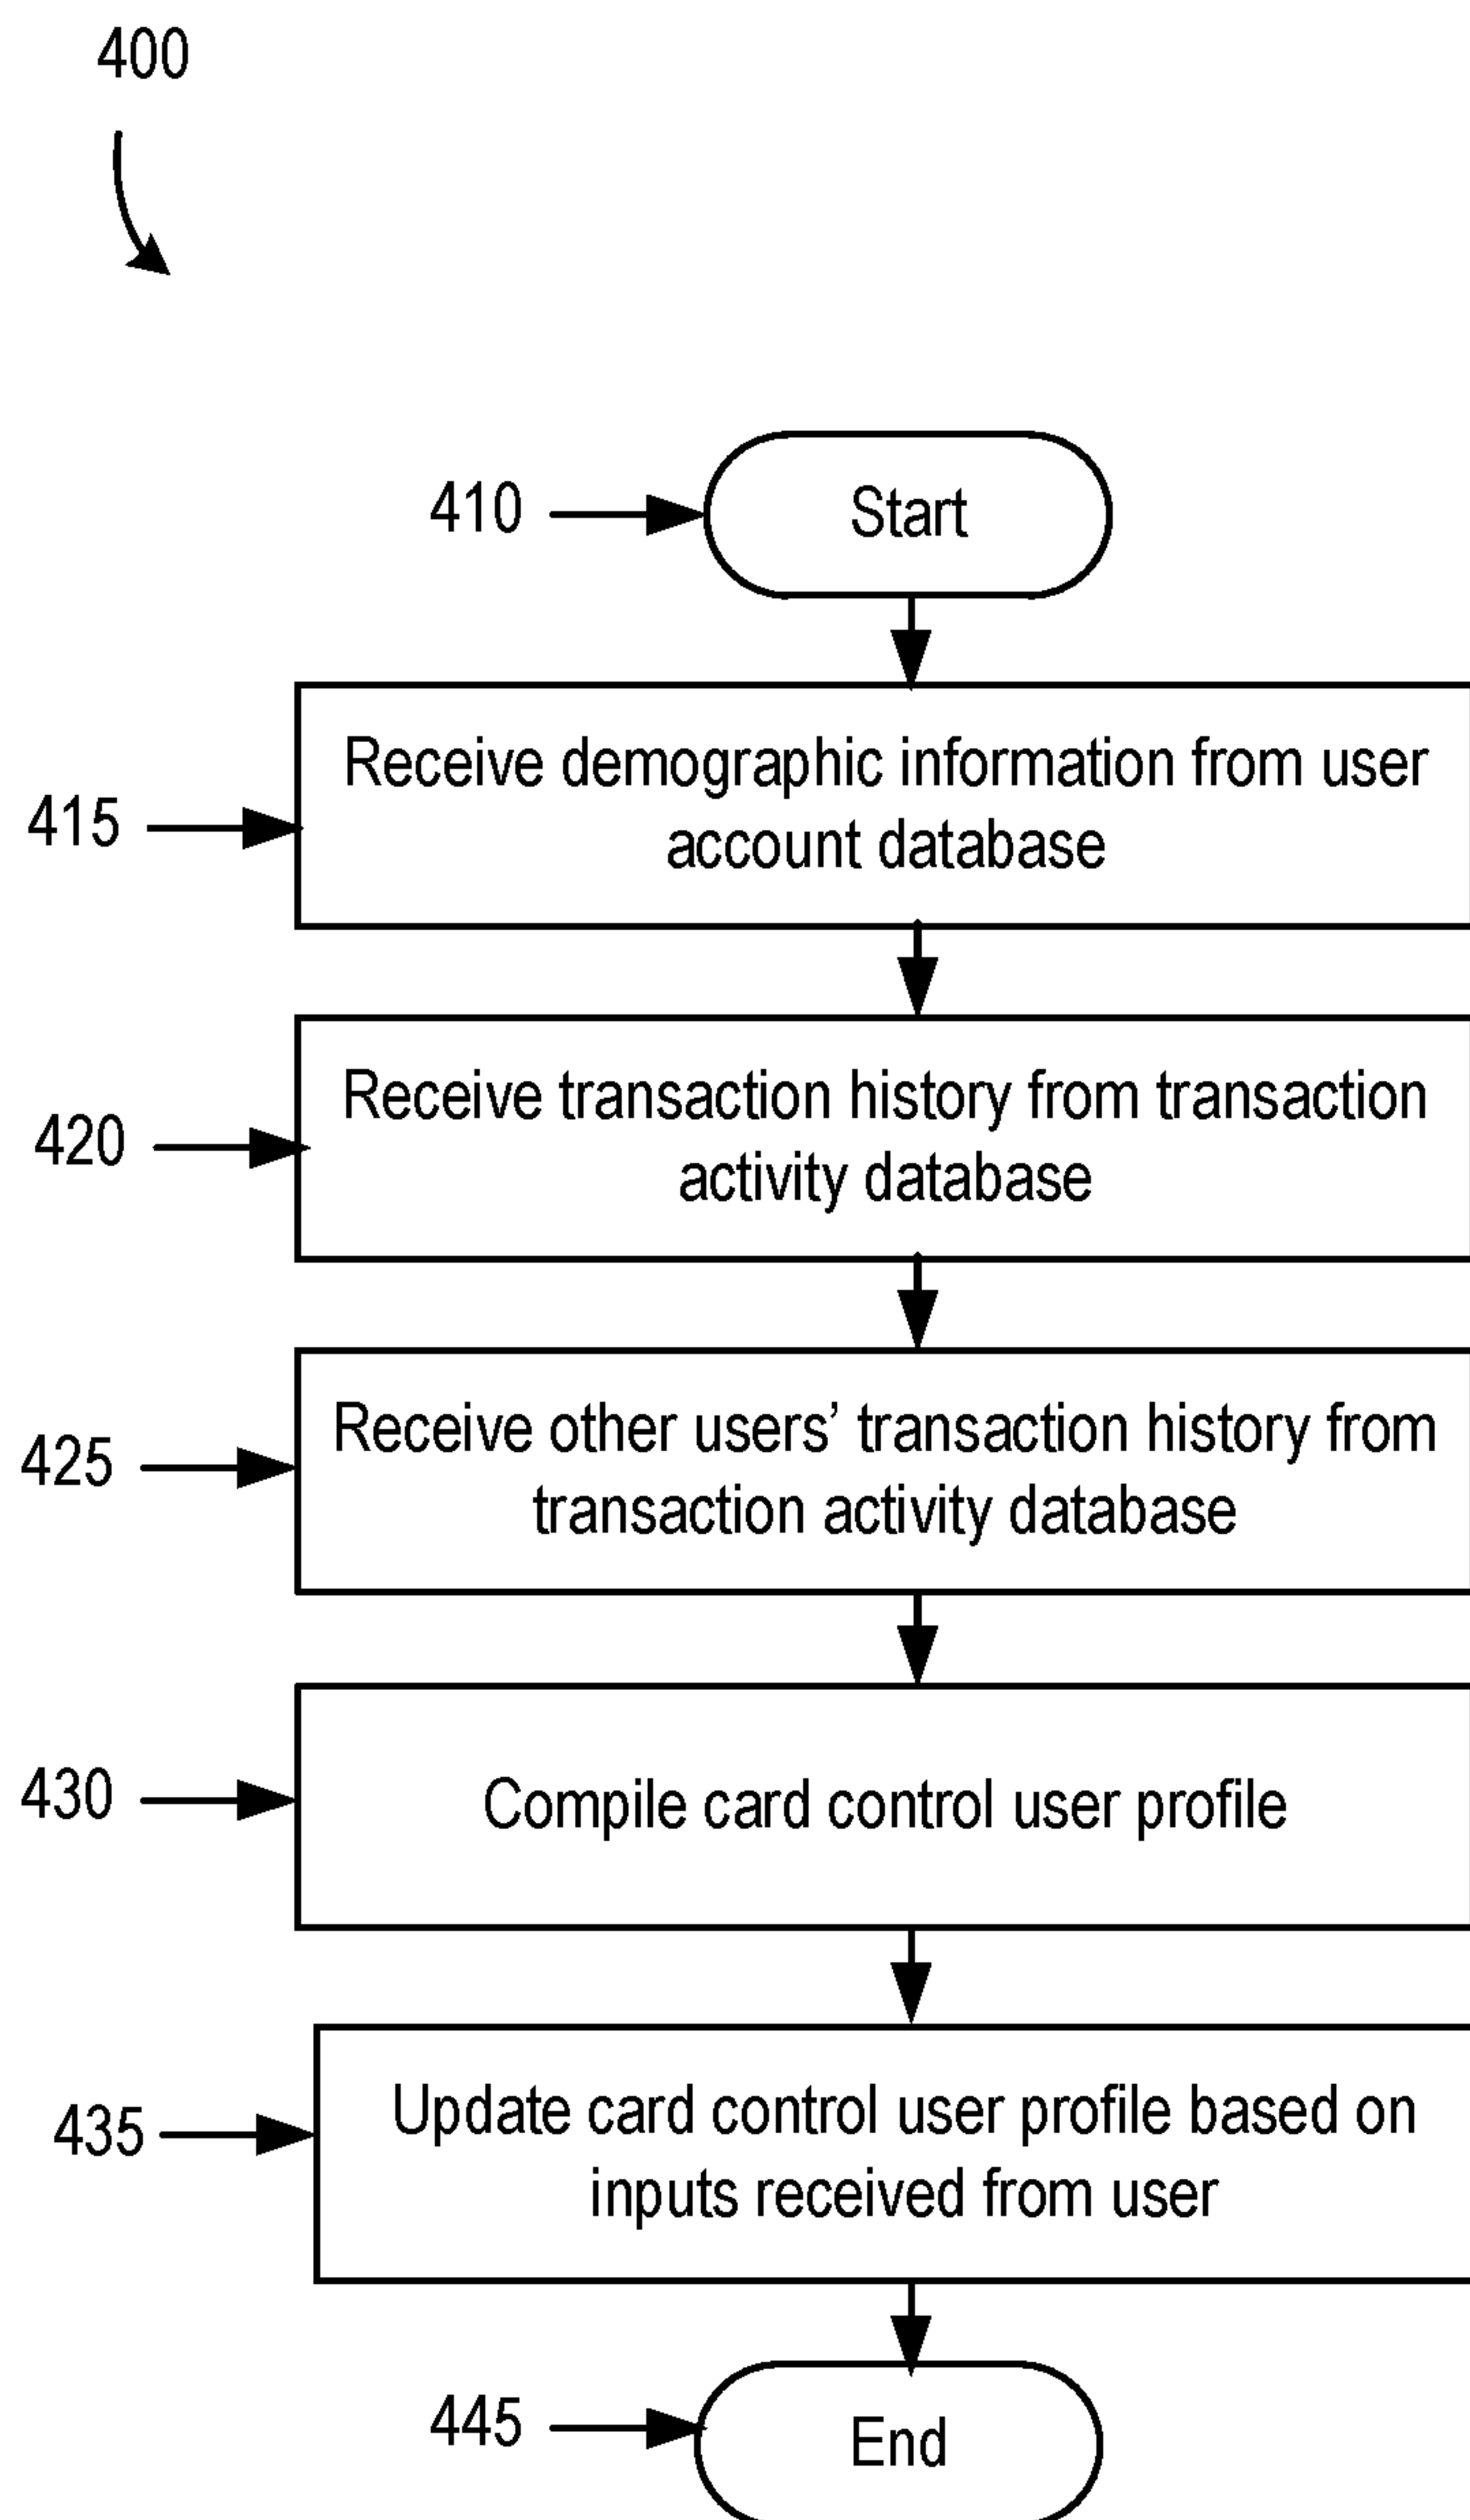 400
410
Start
415
Receive demographic information from user
account database
420
Receive transaction history from transaction
activity database
425
Receive other users’ transaction history from
transaction activity database
430
Compile card control user profile
435
Update card control user profile based on
inputs received from user
445
End